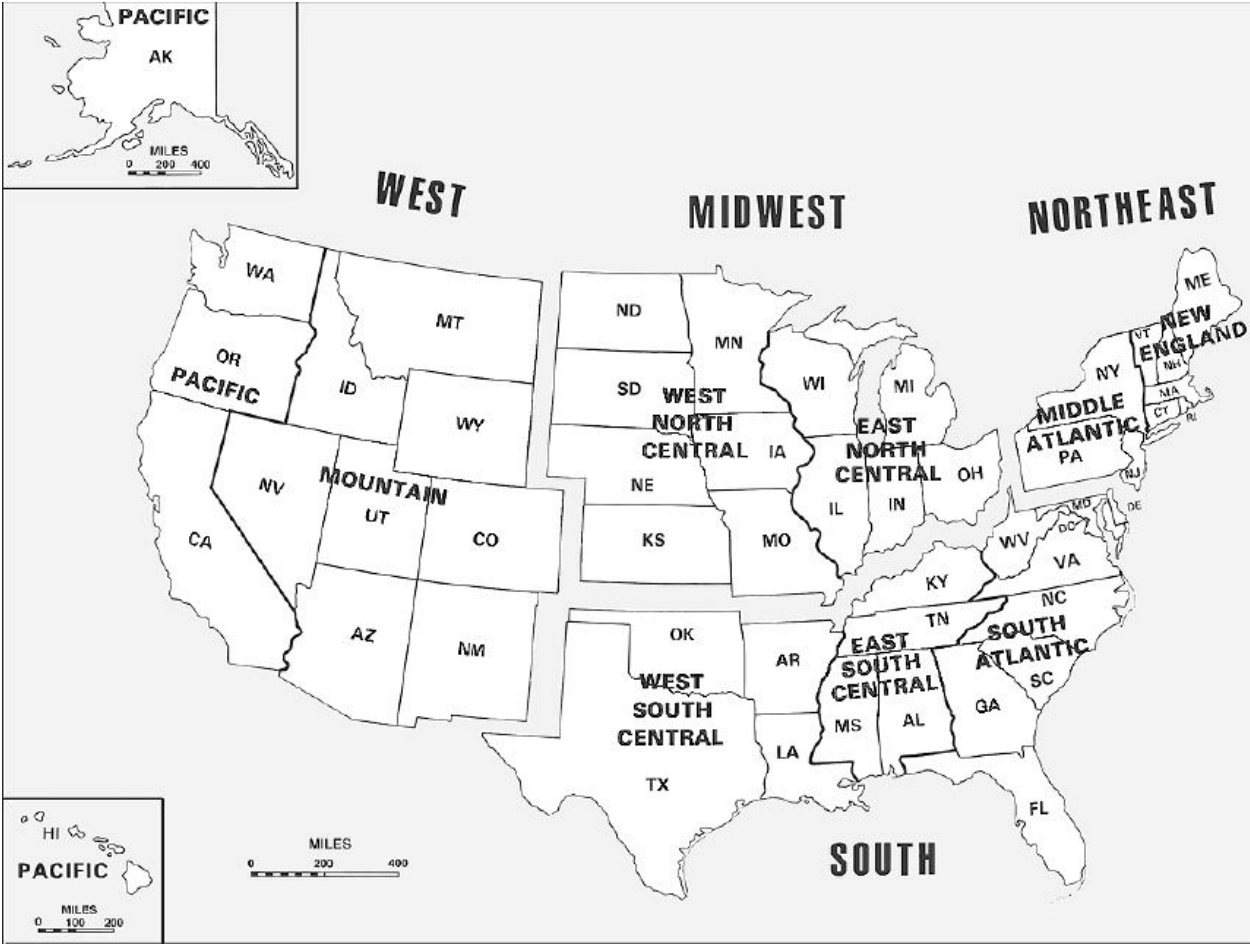 PACIFIC
AK
MILES
0 200 400
WEST
MIDWEST
NORTHEAST
WA
MT
ND
MN
ME
OR
PACIFIC
ID
WY
SD
WEST
NORTH
CENTRAL
WI
MI
EAST
NORTH
CENTRAL
VT
NEW
ENGLAND
NH
NY
MA
CT
RI
MIDDLE
ATLANTIC
PA
NJ
NV
MOUNTAIN
UT
CO
CA
NE
IA
KS
MO
IL
IN
OH
MD
DE
DC
WV
VA
KY
AZ
NM
OK
AR
TN
NC
EAST
SOUTH
CENTRAL
SOUTH
ATLANTIC
SC
WEST
SOUTH
CENTRAL
MS
AL
GA
LA
TX
FL
HI
PACIFIC
MILES
0 100 200
MILES
0 200 400
SOUTH